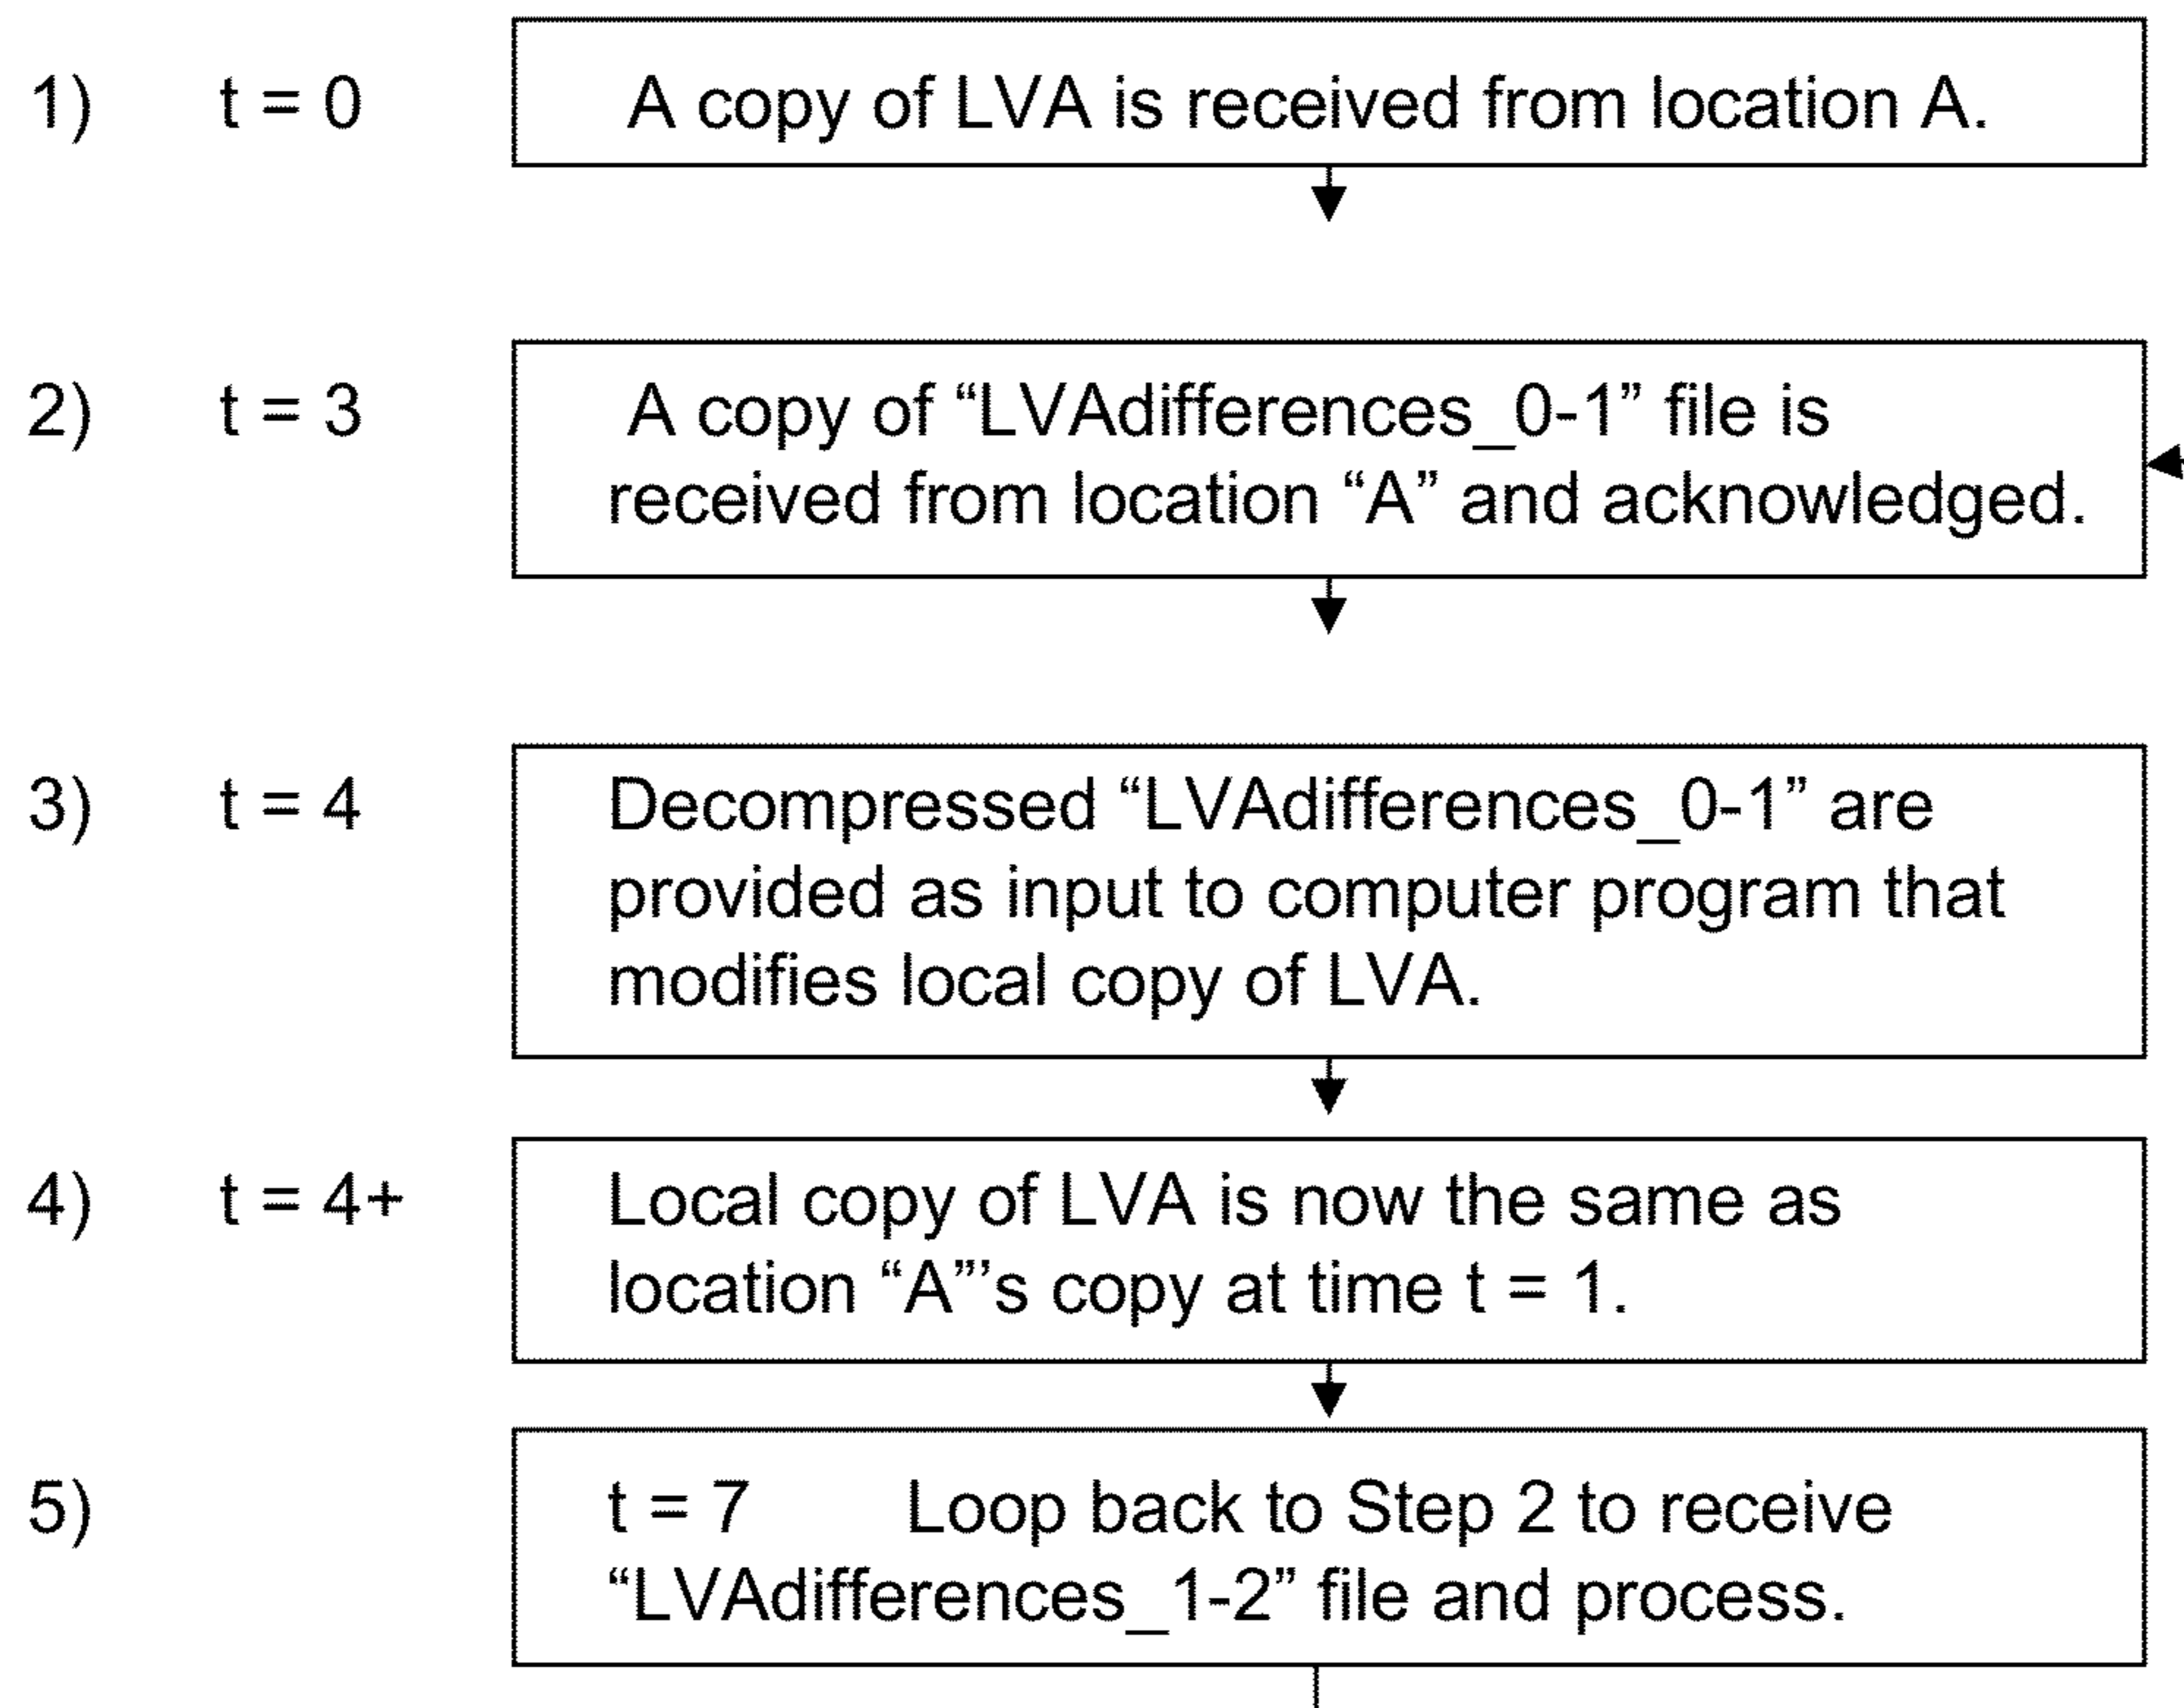 1) t = 0 A copy of LVA is received from location A.
2) t = 3 A copy of “LVAdifferences_0-1” file is
received from location “A” and acknowledged.
3) t = 4 Decompressed “LVAdifferences_0-1” are
provided as input to computer program that
modifies local copy of LVA.
4) t = 4+ Local copy of LVA is now the same as
location “A”’s copy at time t = 1.
5) t = 7 Loop back to Step 2 to receive
“LVAdifferences_1-2” file and process.